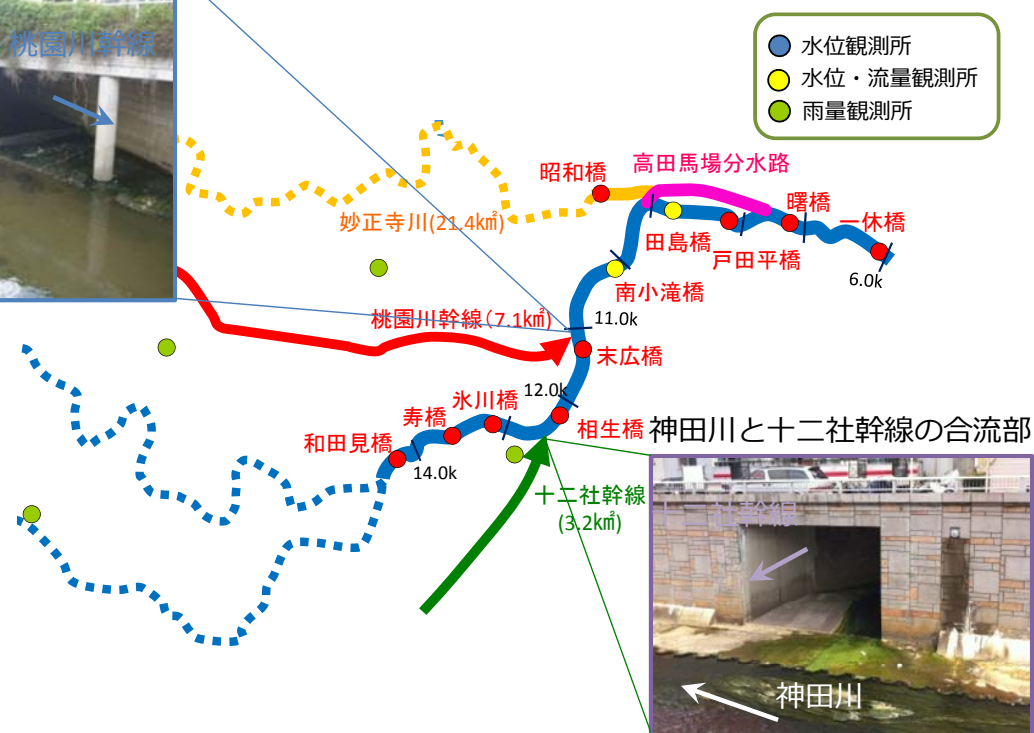 桃園川幹線
水位観測所
水位・流量観測所
雨量観測所
高田馬場分水路
昭和橋
曙橋
一休橋
妙正寺川(21.4k㎡)
田島橋
戸田平橋
6.0k
南小滝橋
桃園川幹線(7.1k㎡)
11.0k
末広橋
12.0k
氷川橋
寿橋
相生橋
神田川と十二社幹線の合流部
和田見橋
14.0k
十二社幹線
(3.2k㎡)
十二社幹線
神田川